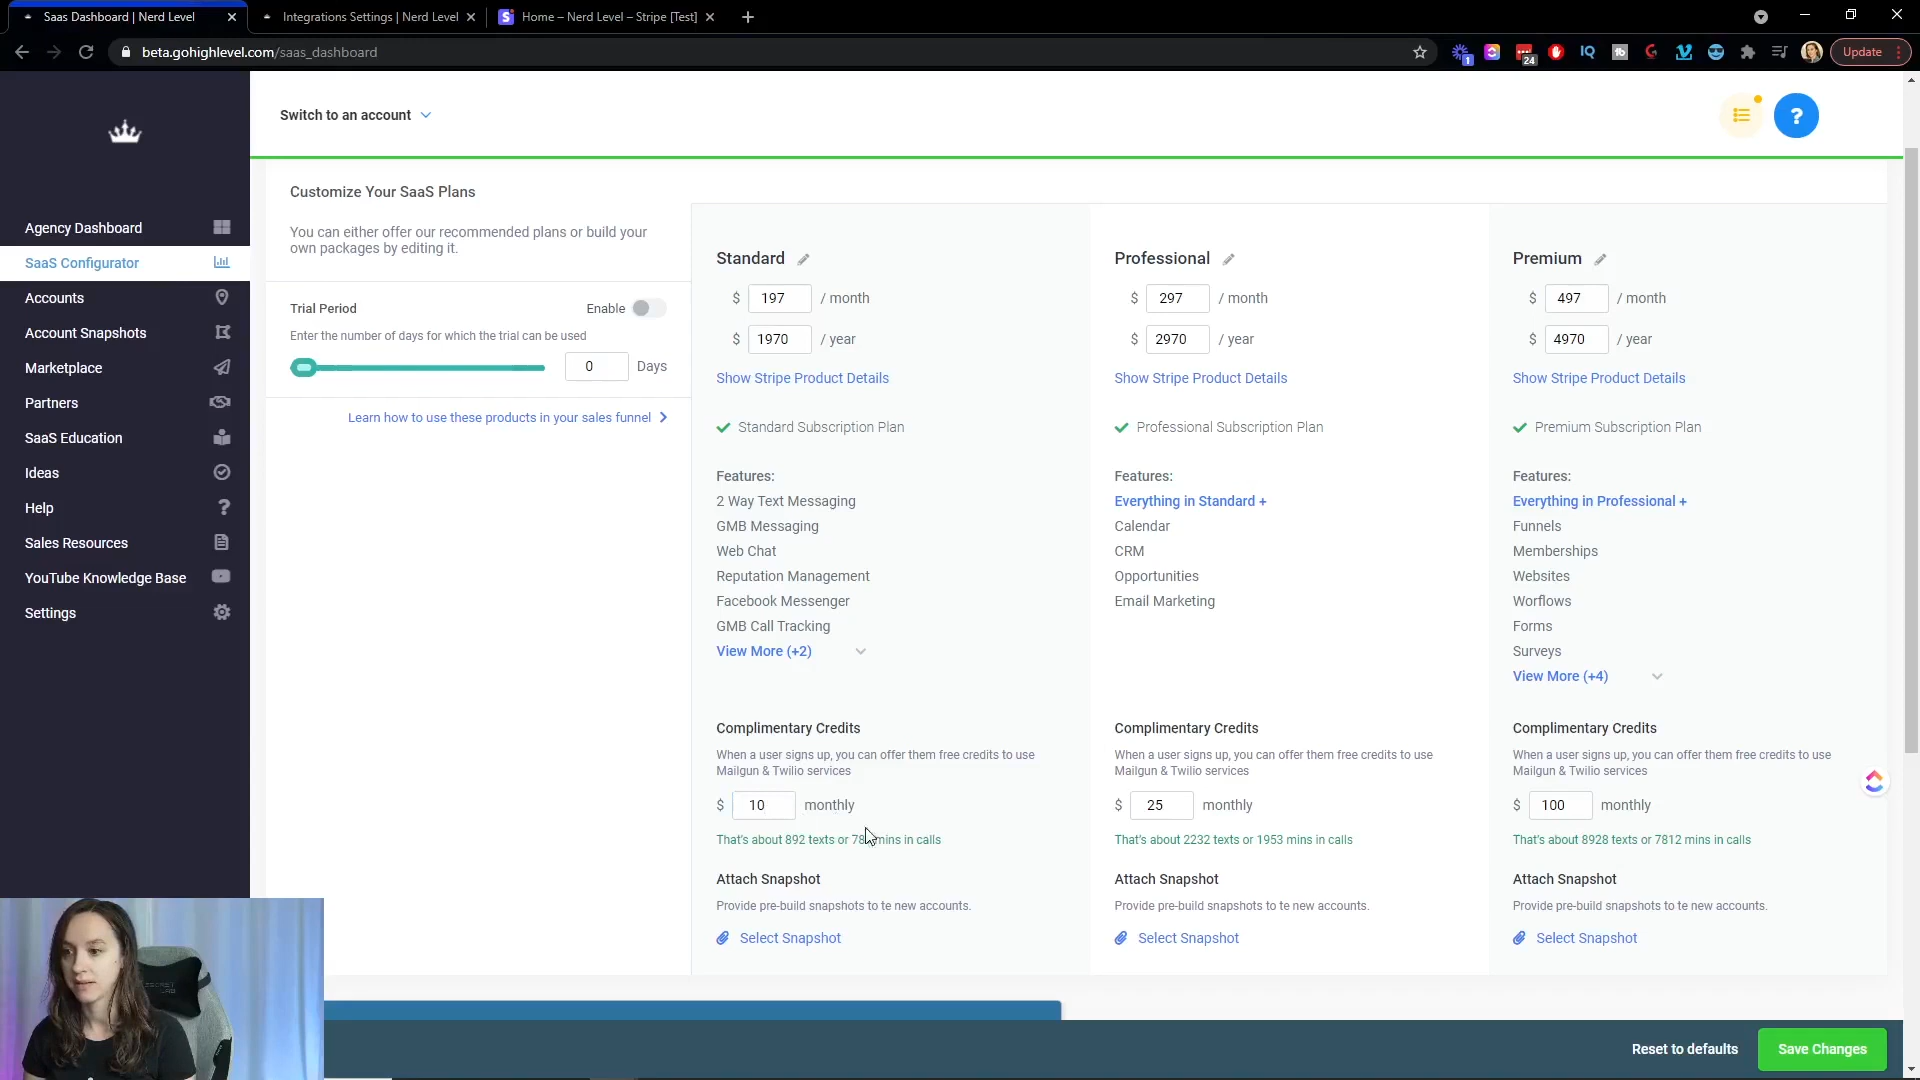 Saas Dashboard | Nerd Level
Integrations Settings | Nerd Level
Home – Nerd Level – Stripe [Test]
beta.gohighlevel.com/saas_dashboard
1
24
IQ
tb
Update
Switch to an account
?
Agency Dashboard
SaaS Configurator
Accounts
Account Snapshots
Marketplace
Partners
SaaS Education
Ideas
Help
Sales Resources
YouTube Knowledge Base
Settings
Customize Your SaaS Plans
You can either offer our recommended plans or build your
own packages by editing it.
Trial Period Enable
Enter the number of days for which the trial can be used
0 Days
Learn how to use these products in your sales funnel
Standard
$ 197 / month
$ 1970 / year
Show Stripe Product Details
Standard Subscription Plan
Features:
2 Way Text Messaging
GMB Messaging
Web Chat
Reputation Management
Facebook Messenger
GMB Call Tracking
View More (+2)
Complimentary Credits
When a user signs up, you can offer them free credits to use
Mailgun & Twilio services
$ 10 monthly
That's about 892 texts or mins in calls
Attach Snapshot
Provide pre-build snapshots to te new accounts.
Select Snapshot
Professional
$ 297 / month
$ 2970 / year
Show Stripe Product Details
Professional Subscription Plan
Features:
Everything in Standard +
Calendar
CRM
Opportunities
Email Marketing
Complimentary Credits
When a user signs up, you can offer them free credits to use
Mailgun & Twilio services
$ 25 monthly
That's about 2232 texts or 1953 mins in calls
Attach Snapshot
Provide pre-build snapshots to te new accounts.
Select Snapshot
Premium
$ 497 / month
$ 4970 / year
Show Stripe Product Details
Premium Subscription Plan
Features:
Everything in Professional +
Funnels
Memberships
Websites
Worflows
Forms
Surveys
View More (+4)
Complimentary Credits
When a user signs up, you can offer them free credits to use
Mailgun & Twilio services
$ 100 monthly
That's about 8928 texts or 7812 mins in calls
Attach Snapshot
Provide pre-build snapshots to te new accounts.
Select Snapshot
Reset to defaults
Save Changes